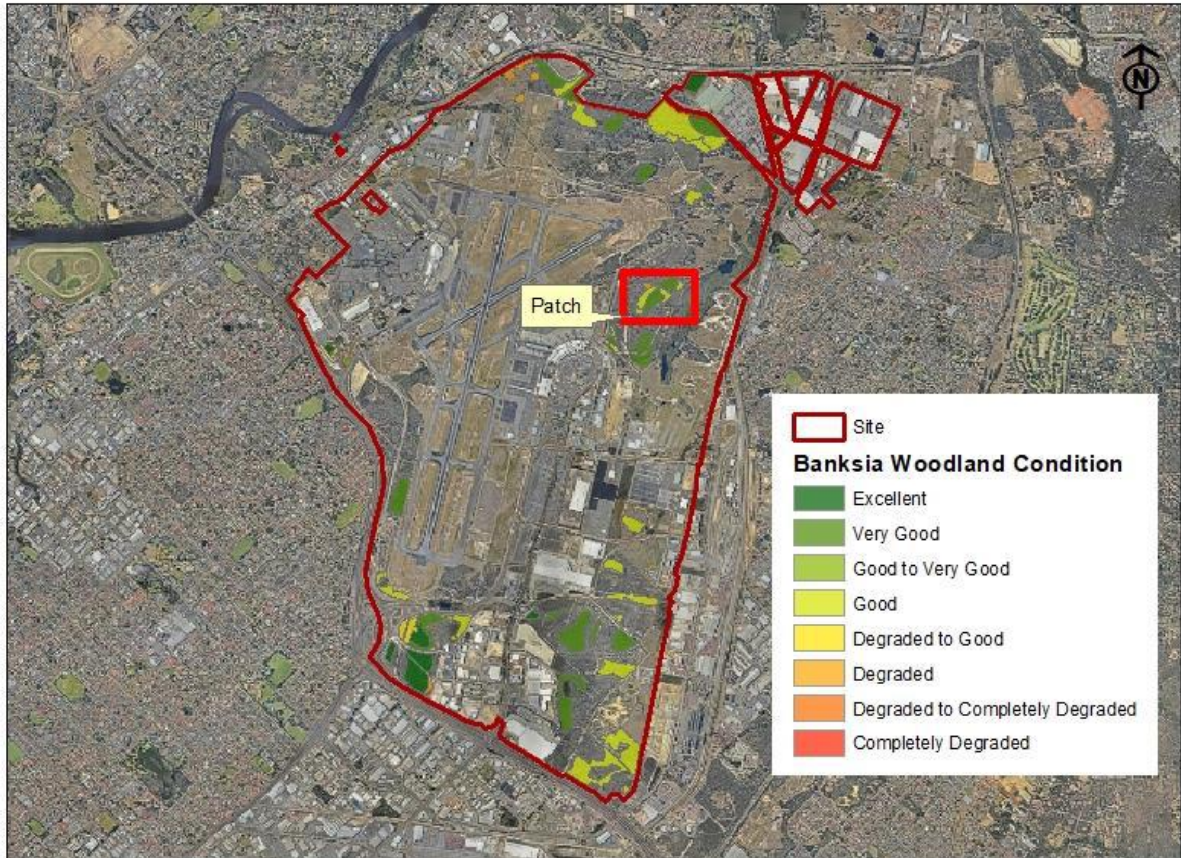 N
Patch
Site
Banksia Woodland Condition
Excellent
Very Good
Good to Very Good
Good
Degraded to Good
Degraded
Degraded to Completely Degraded
Completely Degraded